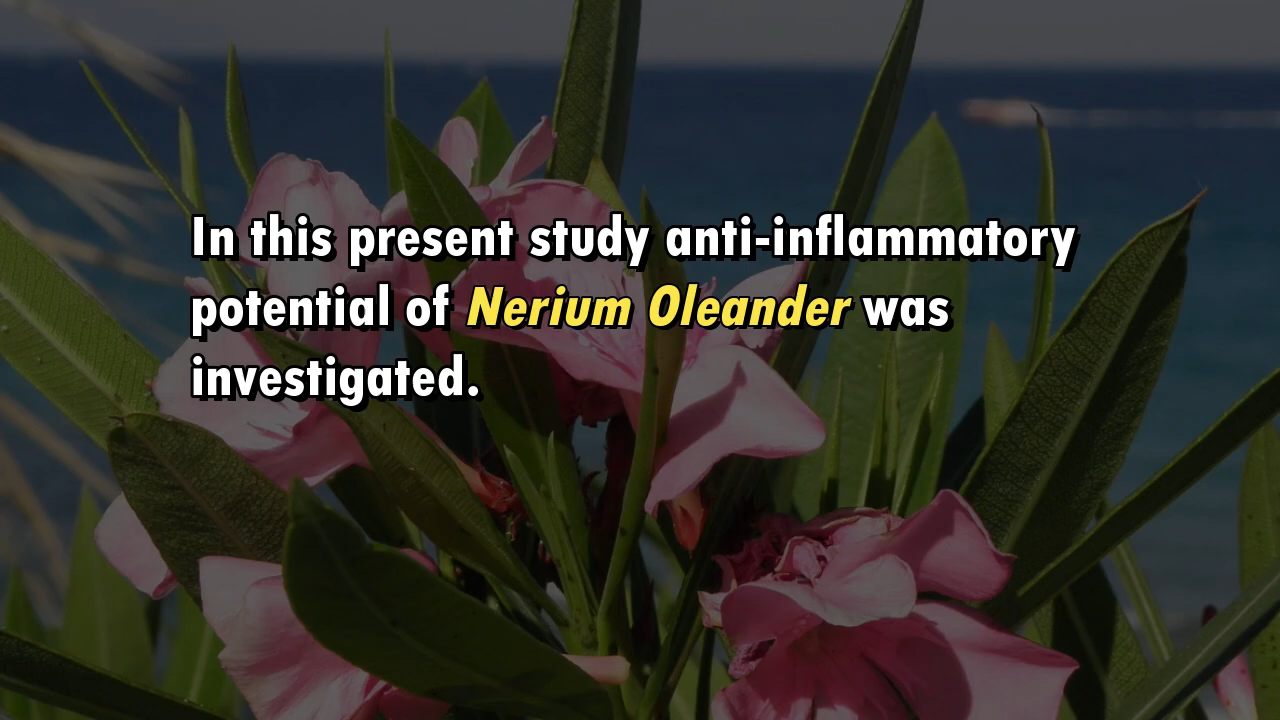 In this present study anti-inflammatory
potential of Nerium Oleander was
investigated.